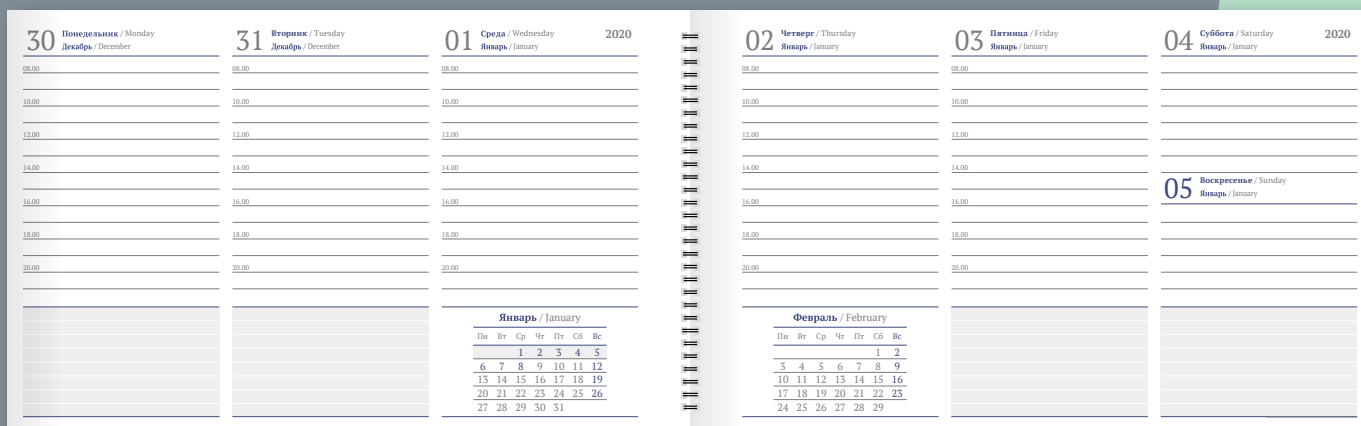 30 Понедельник / Monday
Декабрь / December
08.00
10.00
12.00
14.00
16.00
18.00
20.00
31 Вторник / Tuesday
Декабрь / December
08.00
10.00
12.00
14.00
16.00
18.00
20.00
01 Среда / Wednesday 2020
Январь / January
08.00
10.00
12.00
14.00
16.00
18.00
20.00
Январь / January
Пн Вт Ср Чт Пт Сб Вс
1 2 3 4 5
6 7 8 9 10 11 12
13 14 15 16 17 18 19
20 21 22 23 24 25 26
27 28 29 30 31
02 Четверг / Thursday
Январь / January
08.00
10.00
12.00
14.00
16.00
18.00
20.00
Февраль / February
Пн Вт Ср Чт Пт Сб Вс
1 2
3 4 5 6 7 8 9
10 11 12 13 14 15 16
17 18 19 20 21 22 23
24 25 26 27 28 29
03 Пятница / Friday
Январь / January
08.00
10.00
12.00
14.00
16.00
18.00
20.00
04 Суббота / Saturday 2020
Январь / January
05 Воскресенье / Sunday
Январь / January